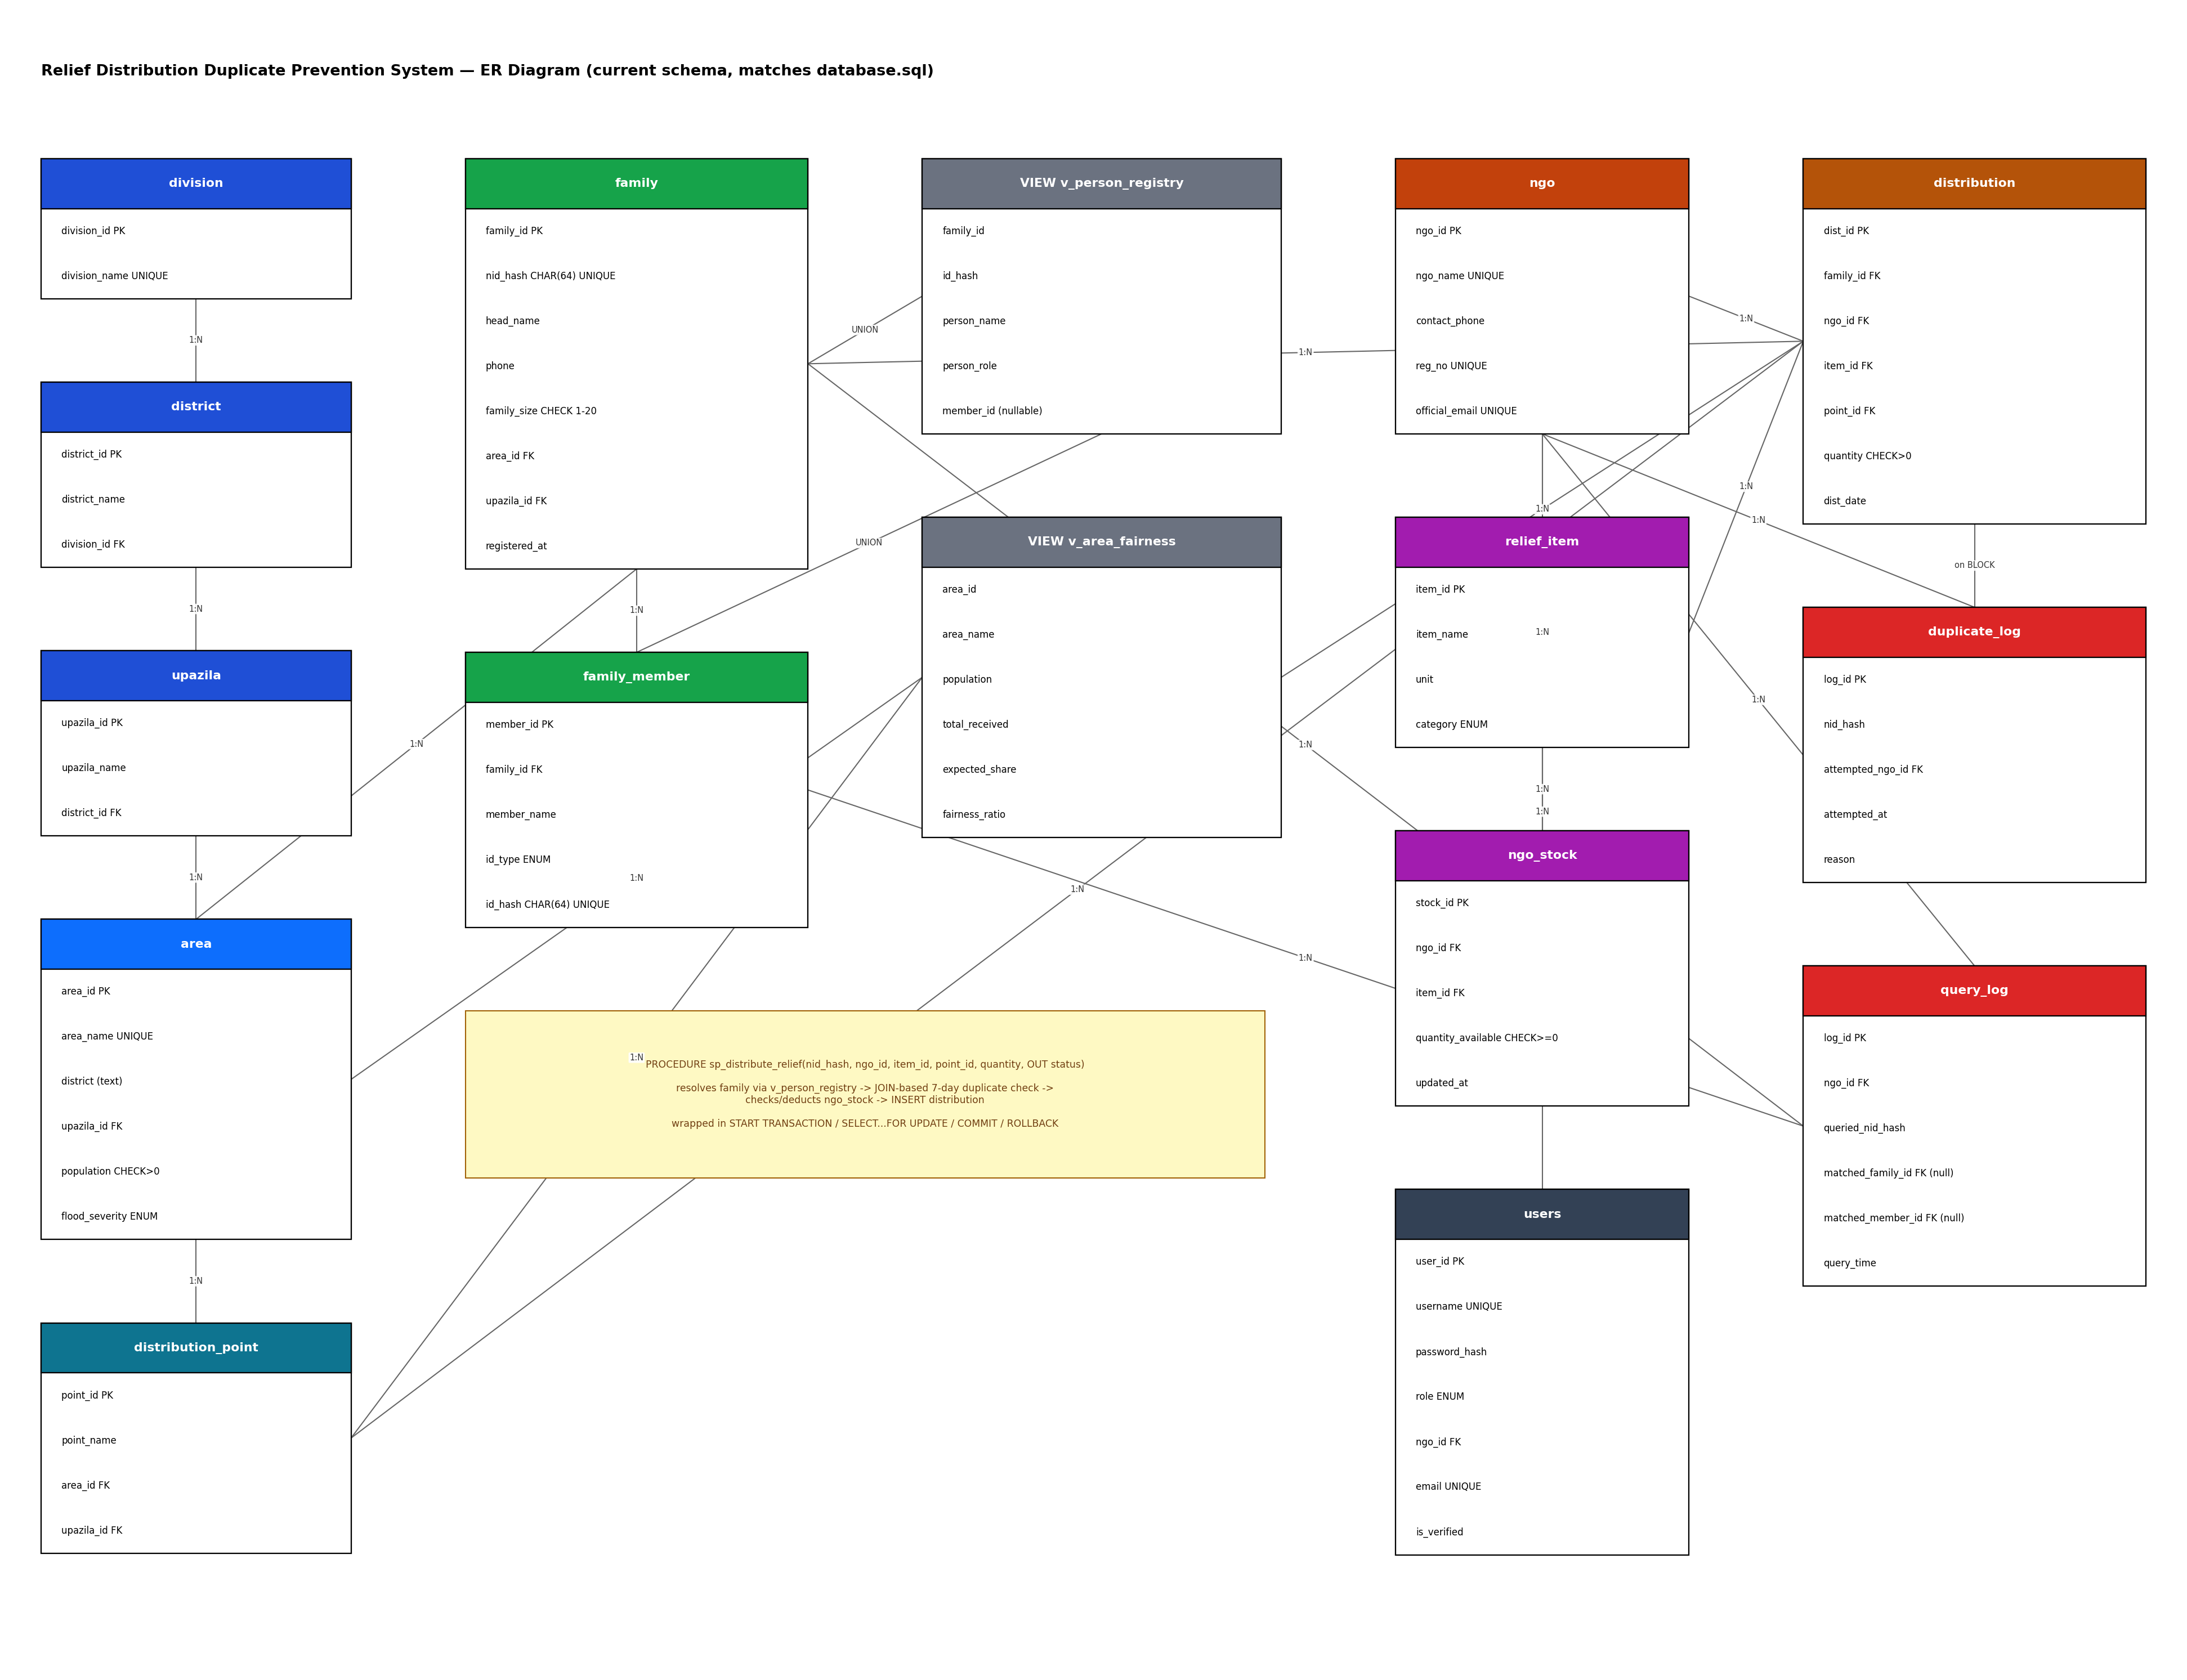 Relief Distribution Duplicate Prevention System — ER Diagram (current schema, matches database.sql)
division
division_id PK
division_name UNIQUE
1:N
district
district_id PK
district_name
division_id FK
1:N
upazila
upazila_id PK
upazila_name
district_id FK
1:N
1:N
area
area_id PK
area_name UNIQUE
district (text)
upazila_id FK
population CHECK>0
flood_severity ENUM
1:N
distribution_point
point_id PK
point_name
area_id FK
upazila_id FK
family
family_id PK
nid_hash CHAR(64) UNIQUE
head_name
phone
family_size CHECK 1-20
area_id FK
upazila_id FK
registered_at
1:N
family_member
member_id PK
family_id FK
member_name
id_type ENUM
1:N
id_hash CHAR(64) UNIQUE
UNION
UNION
VIEW v_person_registry
family_id
id_hash
person_name
person_role
member_id (nullable)
1:N
VIEW v_area_fairness
area_id
area_name
population
total_received
expected_share
fairness_ratio
1:N
1:N
1:N
1:N
PROCEDURE sp_distribute_relief(nid_hash, ngo_id, item_id, point_id, quantity, OUT status)
resolves family via v_person_registry -> JOIN-based 7-day duplicate check ->
checks/deducts ngo_stock -> INSERT distribution
wrapped in START TRANSACTION / SELECT...FOR UPDATE / COMMIT / ROLLBACK
ngo
ngo_id PK
ngo_name UNIQUE
contact_phone
reg_no UNIQUE
official_email UNIQUE
1:N
relief_item
item_id PK
item_name
1:N
unit
category ENUM
1:N
1:N
ngo_stock
stock_id PK
ngo_id FK
item_id FK
quantity_available CHECK>=0
updated_at
users
user_id PK
username UNIQUE
password_hash
role ENUM
ngo_id FK
email UNIQUE
is_verified
1:N
1:N
1:N
1:N
distribution
dist_id PK
family_id FK
ngo_id FK
item_id FK
point_id FK
quantity CHECK>0
dist_date
on BLOCK
duplicate_log
log_id PK
nid_hash
attempted_ngo_id FK
attempted_at
reason
query_log
log_id PK
ngo_id FK
queried_nid_hash
matched_family_id FK (null)
matched_member_id FK (null)
query_time